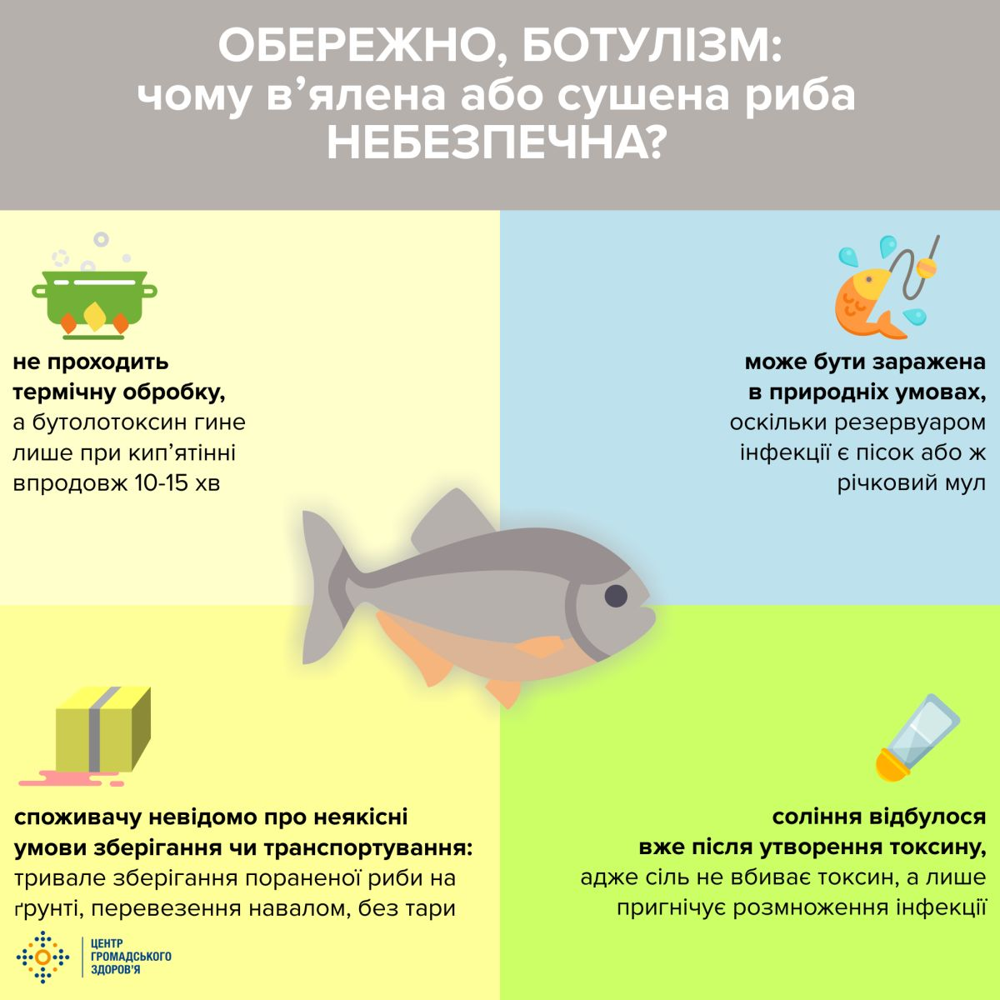 ОБЕРЕЖНО, БОТУЛІЗМ:
чому в’ялена або сушена риба
НЕБЕЗПЕЧНА?
не проходить
термічну обробку,
а бутолотоксин гине
лише при кип’ятінні
впродовж 10-15 хв
може бути заражена
в природніх умовах,
оскільки резервуаром
інфекції є пісок або ж
річковий мул
споживачу невідомо про неякісні
умови зберігання чи транспортування:
тривале зберігання пораненої риби на
ґрунті, перевезення навалом, без тари
соління відбулося
вже після утворення токсину,
адже сіль не вбиває токсин, а лише
пригнічує розмноження інфекції
ЦЕНТР
ГРОМАДСЬКОГО
ЗДОРОВ'Я